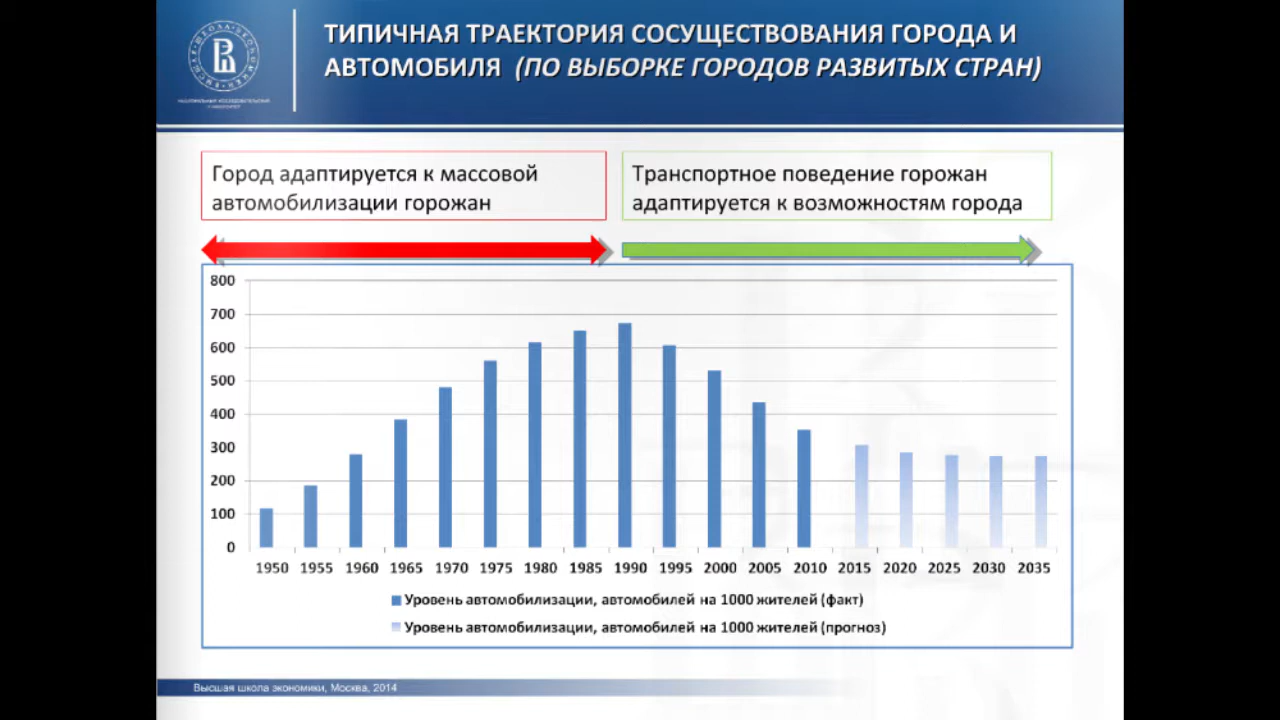 ТИПИЧНАЯ ТРАЕКТОРИЯ СОСУЩЕСТВОВАНИЯ ГОРОДА И
АВТОМОБИЛЯ (ПО ВЫБОРКЕ ГОРОДОВ РАЗВИТЫХ СТРАН)
НАЦИОНАЛЬНЫЙ ИССЛЕДОВАТЕЛЬСКИЙ
УНИВЕРСИТЕТ
Город адаптируется к массовой
автомобилизации горожан
Транспортное поведение горожан
адаптируется к возможностям города
800
700
600
500
400
300
200
100
0
1950 1955 1960 1965 1970 1975 1980 1985 1990 1995 2000 2005 2010 2015 2020 2025 2030 2035
Уровень автомобилизации, автомобилей на 1000 жителей (факт)
Уровень автомобилизации, автомобилей на 1000 жителей (прогноз)
Высшая школа экономики, Москва, 2014